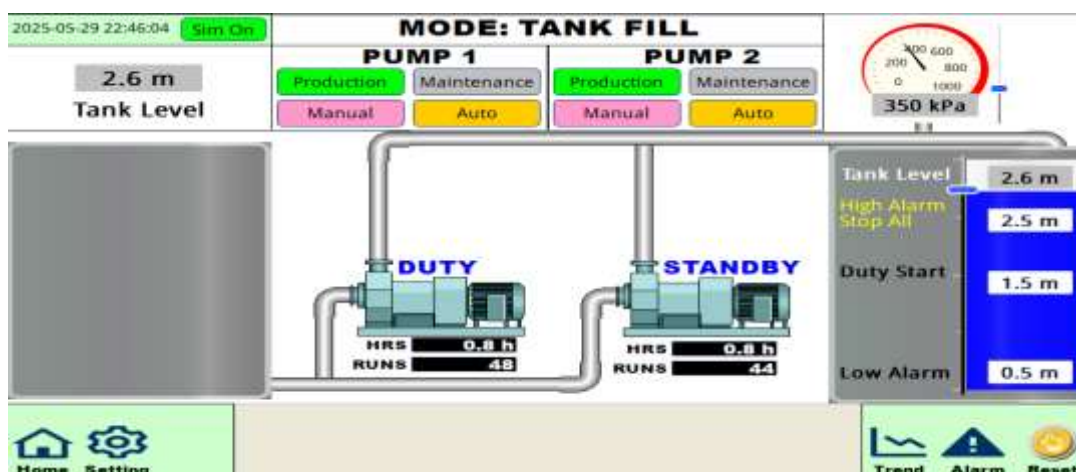 2025-05-29 22:46:04 Sim On
MODE: TANK FILL
2.6 m
Tank Level
PUMP 1
Production Maintenance
Manual Auto
PUMP 2
Production Maintenance
Manual Auto
0 200 400 600 800 1000
350 kPa
DUTY
HRS 0.8 h
RUNS 48
STANDBY
HRS 0.8 h
RUNS 44
Tank Level 2.6 m
High Alarm
Stop All 2.5 m
Duty Start 1.5 m
Low Alarm 0.5 m
Home Setting
Trend Alarm Reset